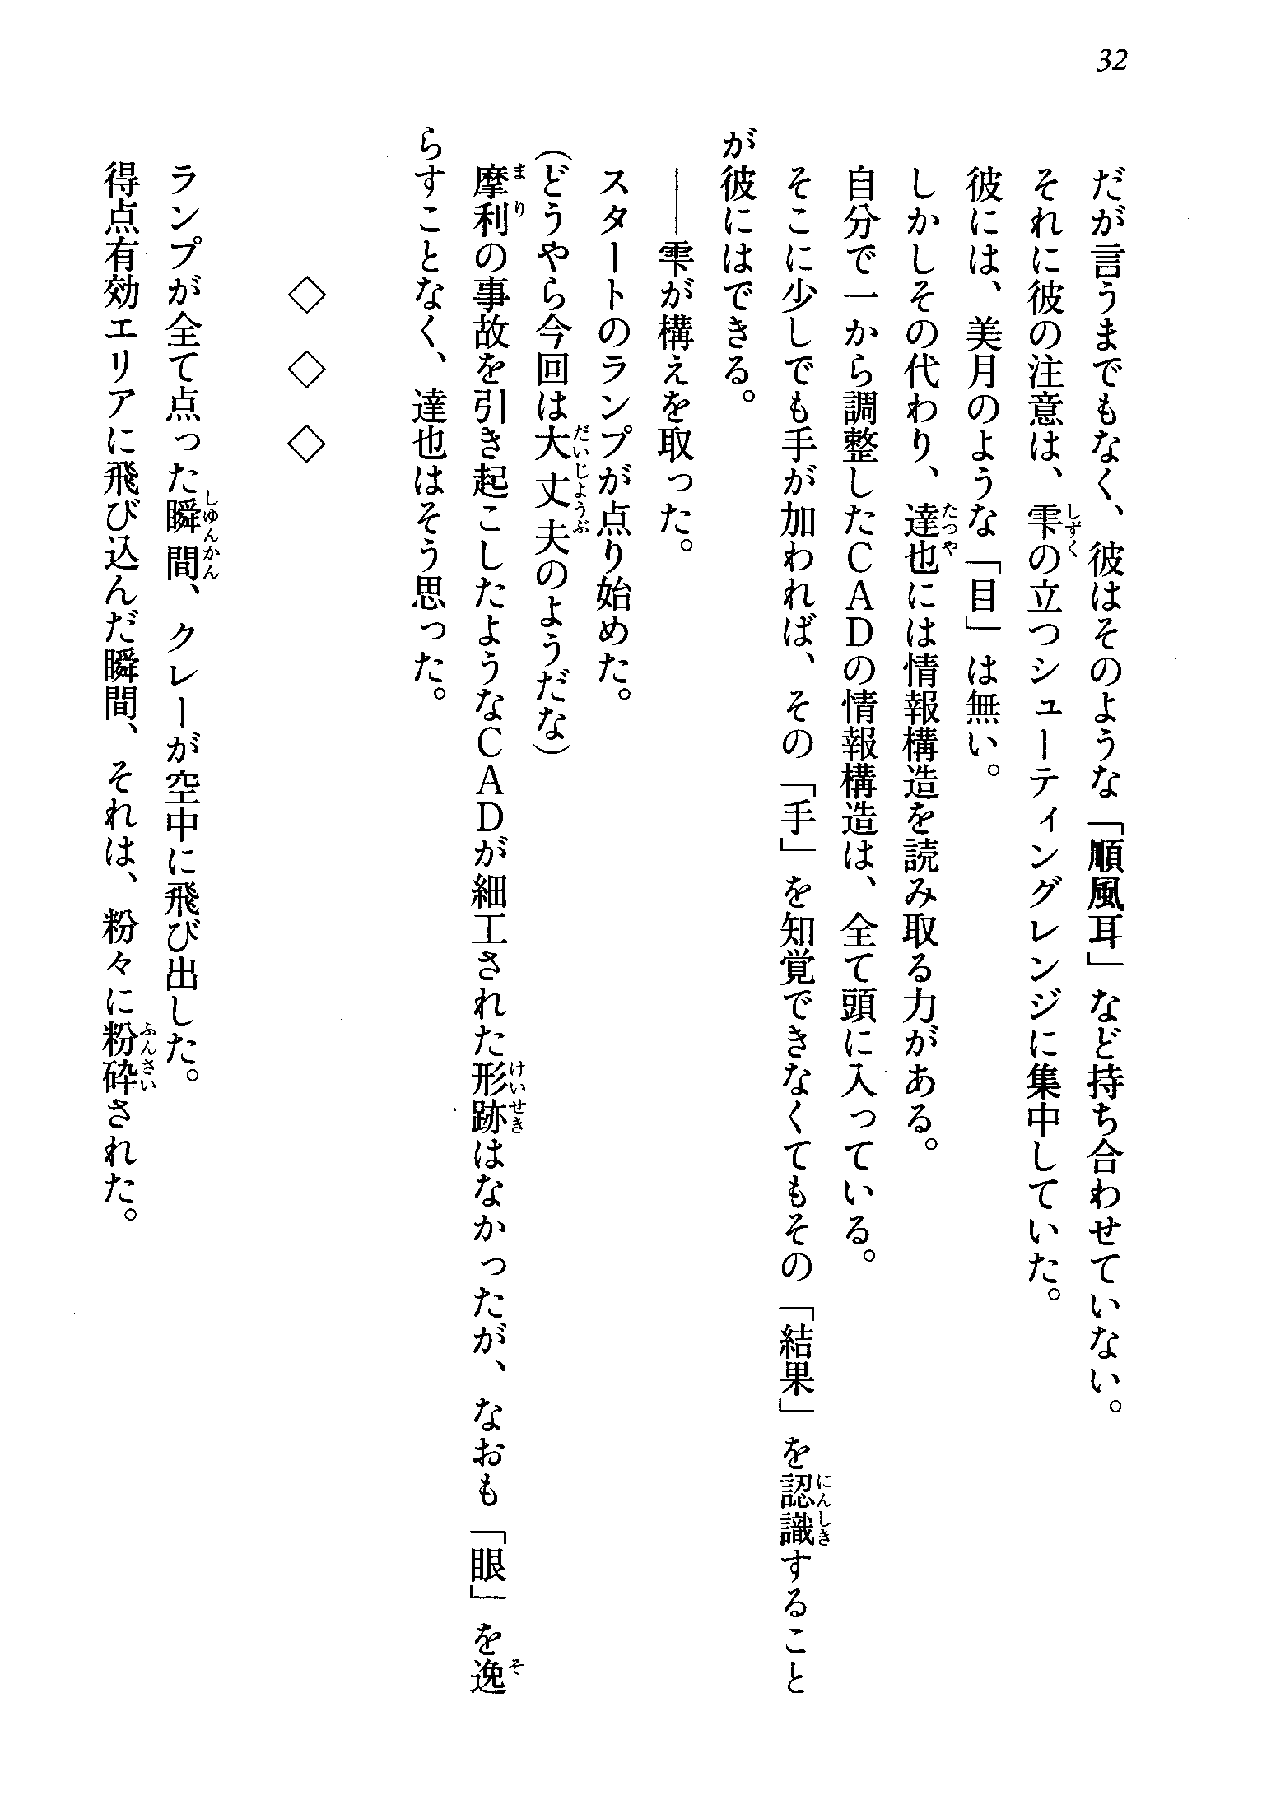 32
だが言うまでもなく、彼はそのような「順風耳」など持ち合わせていない。
それに彼の注意は、雫の立つシューティングレンジに集中していた。
彼には、美月のような「目」は無い。
しかしその代わり、達也には情報構造を読み取る力がある。
自分で一から調整したＣＡＤの情報構造は、全て頭に入っている。
そこに少しでも手が加われば、その「手」を知覚できなくてもその「結果」を認識すること
が彼にはできる。
――雫が構えを取った。
スタートのランプが点り始めた。
（どうやら今回は大丈夫のようだな）
摩利の事故を引き起こしたようなＣＡＤが細工された形跡はなかったが、なおも「眼」を逸
らすことなく、達也はそう思った。
◇　◇　◇
ランプが全て点った瞬間、クレーが空中に飛び出した。
得点有効エリアに飛び込んだ瞬間、それは、粉々に粉砕された。